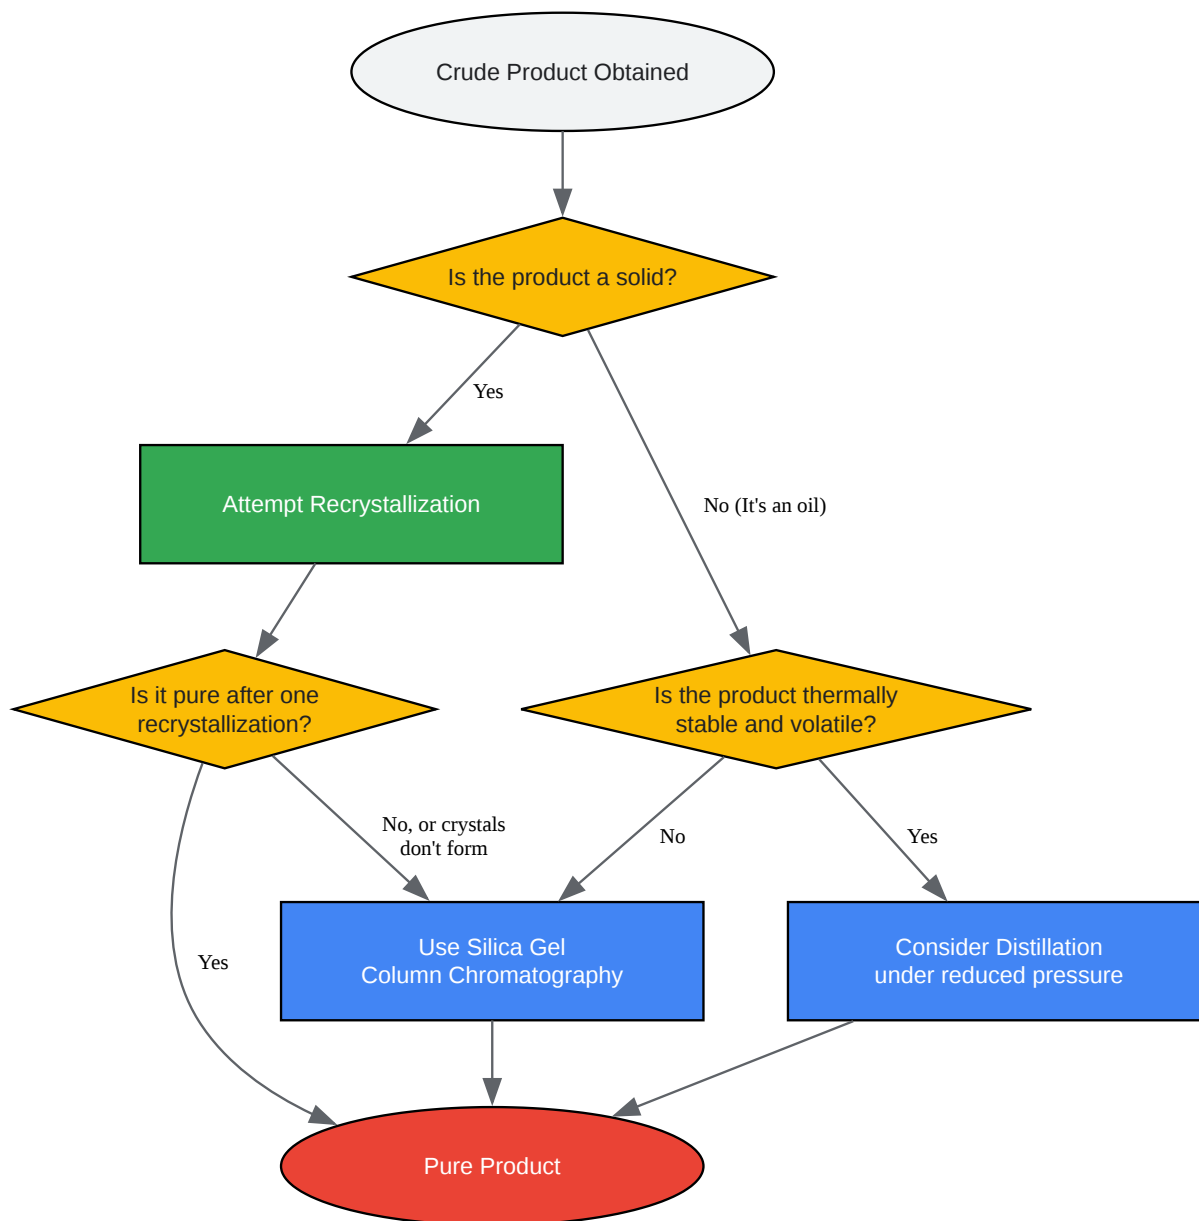 Crude Product Obtained
Is the product a solid?
Yes
Attempt Recrystallization
No (It's an oil)
Is it pure after one
recrystallization?
Is the product thermally
stable and volatile?
No, or crystals
don't form
No
Yes
Yes
Use Silica Gel
Column Chromatography
Consider Distillation
under reduced pressure
Pure Product